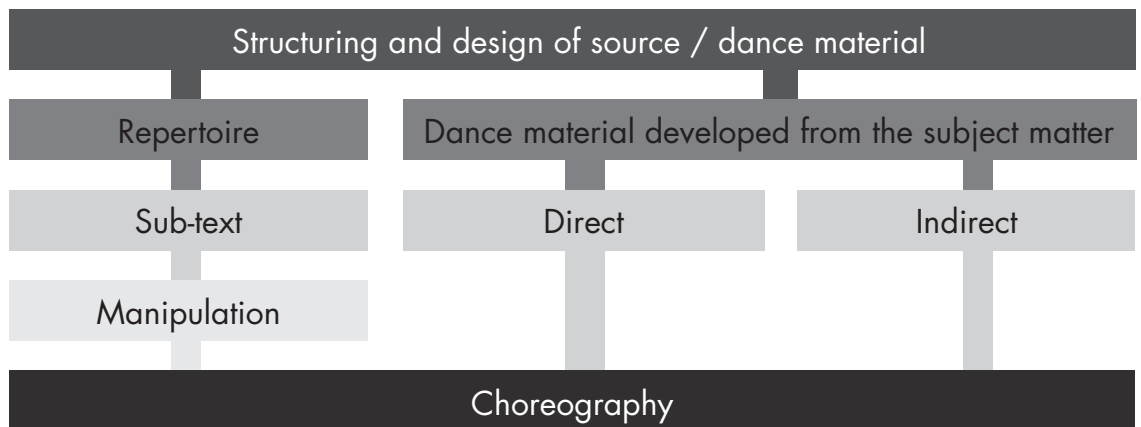 Structuring and design of source / dance material
Repertoire
Dance material developed from the subject matter
Sub-text
Direct
Indirect
Manipulation
Choreography